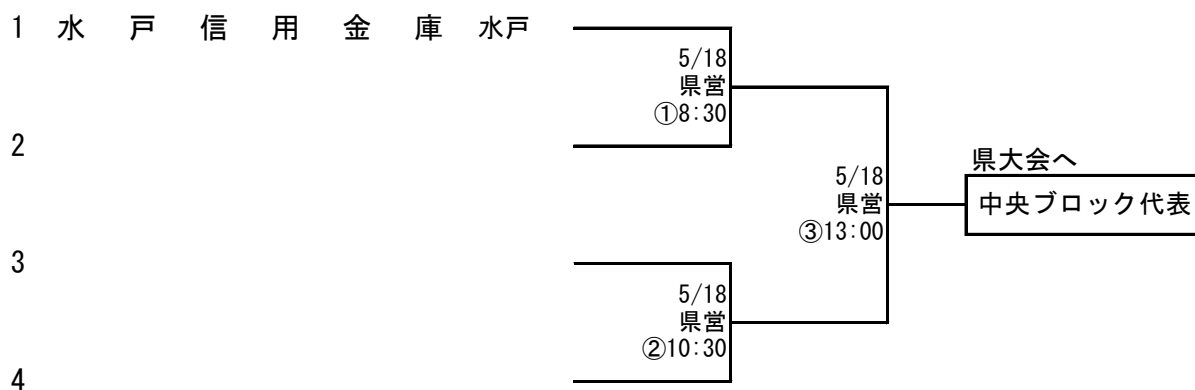 1 水戸信用金庫 水戸
5/18
県営
①8:30
2
県大会へ
5/18
県営
③13:00
中央ブロック代表
3
5/18
県営
②10:30
4